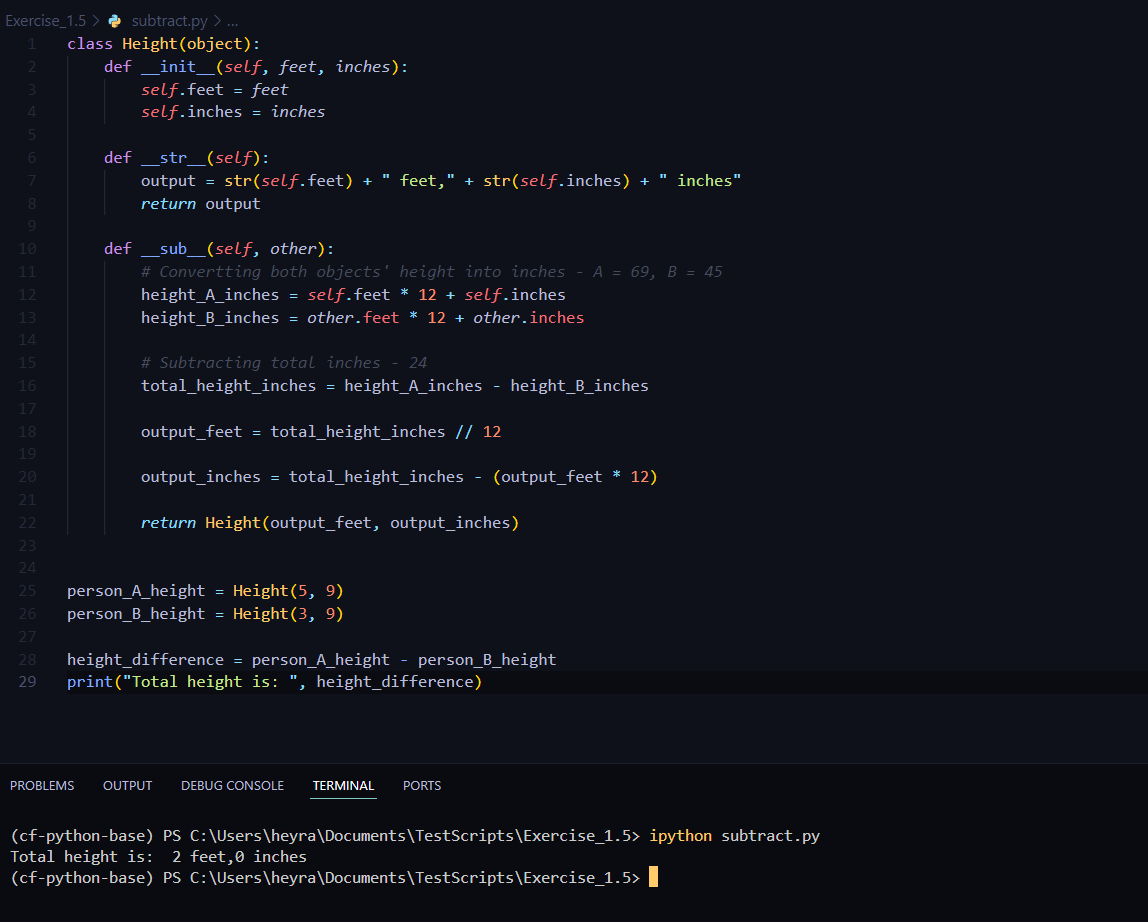 Exercise_1.5 > subtract.py > ...
1 class Height(object):
2     def __init__(self, feet, inches):
3         self.feet = feet
4         self.inches = inches
5
6     def __str__(self):
7         output = str(self.feet) + " feet," + str(self.inches) + " inches"
8         return output
9
10     def __sub__(self, other):
11         # Convertting both objects' height into inches - A = 69, B = 45
12         height_A_inches = self.feet * 12 + self.inches
13         height_B_inches = other.feet * 12 + other.inches
14
15         # Subtracting total inches - 24
16         total_height_inches = height_A_inches - height_B_inches
17
18         output_feet = total_height_inches // 12
19
20         output_inches = total_height_inches - (output_feet * 12)
21
22         return Height(output_feet, output_inches)
23
24
25 person_A_height = Height(5, 9)
26 person_B_height = Height(3, 9)
27
28 height_difference = person_A_height - person_B_height
29 print("Total height is: ", height_difference)
PROBLEMS OUTPUT DEBUG CONSOLE TERMINAL PORTS
(cf-python-base) PS C:\Users\heyra\Documents\TestScripts\Exercise_1.5> ipython subtract.py
Total height is:  2 feet,0 inches
(cf-python-base) PS C:\Users\heyra\Documents\TestScripts\Exercise_1.5>